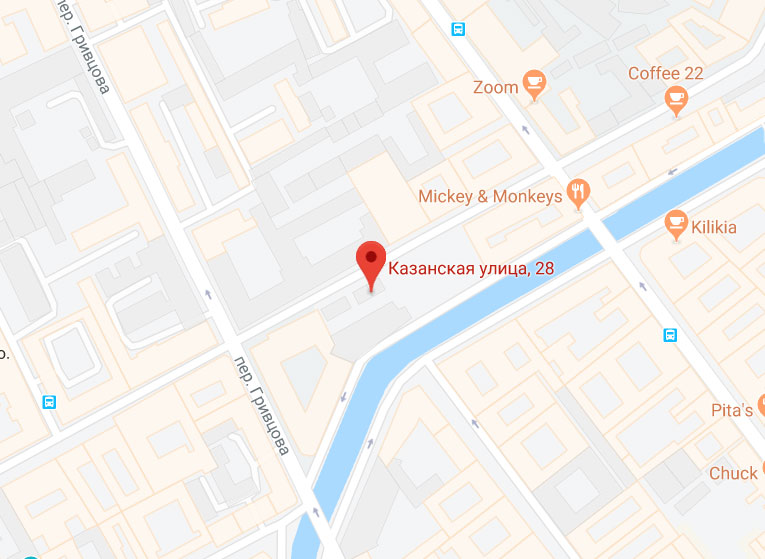 пер. Гривцова
Coffee 22
Zoom
Mickey & Monkeys
Kilikia
Казанская улица, 28
о.
пер. Гривцова
Pita's
Chuck